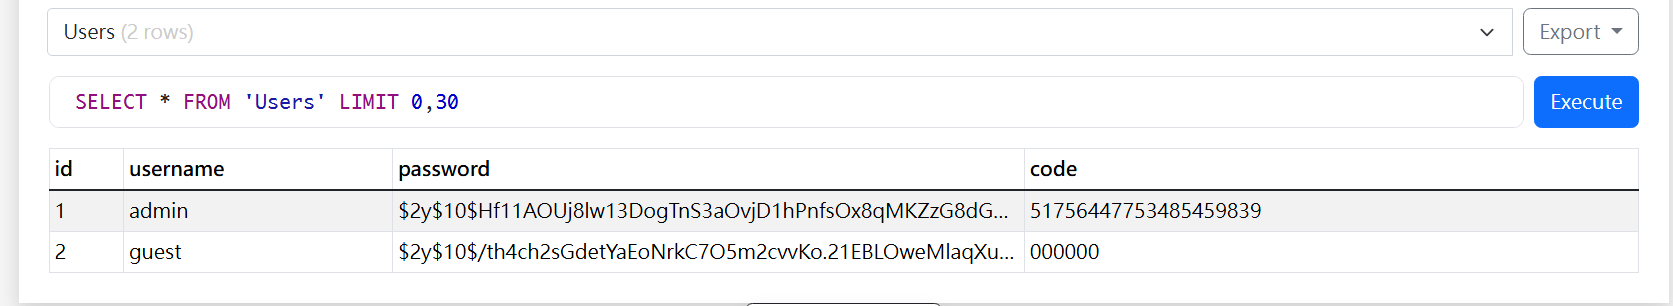 Users (2 rows)
Export
SELECT * FROM 'Users' LIMIT 0,30
Execute
id username password code
1 admin $2y$10$Hf11AOUj8lw13DogTnS3aOvjD1hPnfsOx8qMKZzG8dG... 51756447753485459839
2 guest $2y$10$/th4ch2sGdetYaEoNrkC7O5m2cvvKo.21EBLOweMlaqXu... 000000